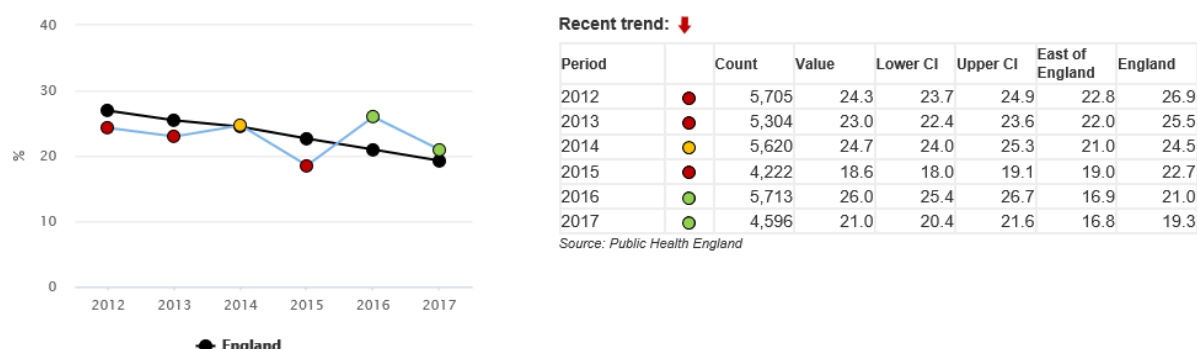 40
30
20
10
0
%
2012 2013 2014 2015 2016 2017
England
Recent trend:
Period Count Value Lower CI Upper CI East of England England
2012 5,705 24.3 23.7 24.9 22.8 26.9
2013 5,304 23.0 22.4 23.6 22.0 25.5
2014 5,620 24.7 24.0 25.3 21.0 24.5
2015 4,222 18.6 18.0 19.1 19.0 22.7
2016 5,713 26.0 25.4 26.7 16.9 21.0
2017 4,596 21.0 20.4 21.6 16.8 19.3
Source: Public Health England